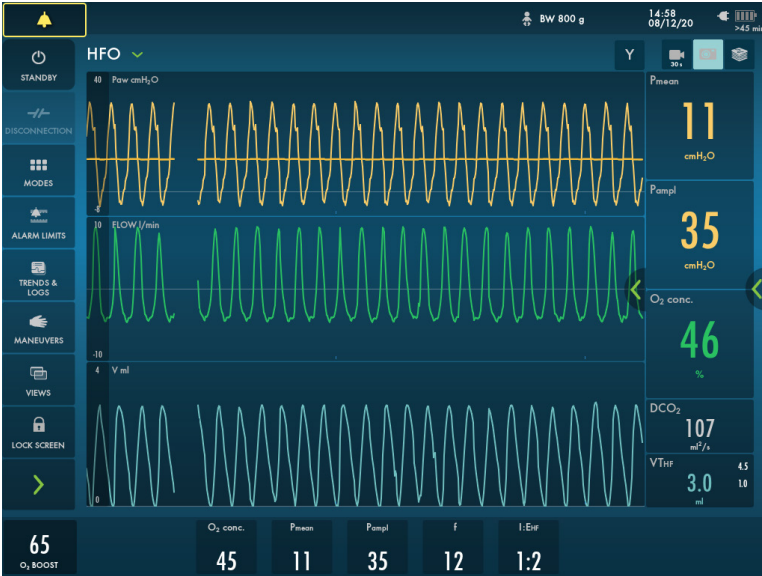 BW 800 g
14:58
08/12/20
>45 min
HFO
Y
30 s
STANDBY
DISCONNECTION
MODES
ALARM LIMITS
TRENDS &
LOGS
MANEUVERS
VIEWS
LOCK SCREEN
40 Paw cmH₂O
-8
10 FLOW l/min
-10
4 V ml
0
Pmean
11
cmH₂O
Pampl
35
cmH₂O
O₂ conc.
46
%
DCO₂
107
ml²/s
VTHF
4.5
3.0
1.0
ml
65
O₂ BOOST
O₂ conc.
45
Pmean
11
Pampl
35
f
12
I:EHF
1:2